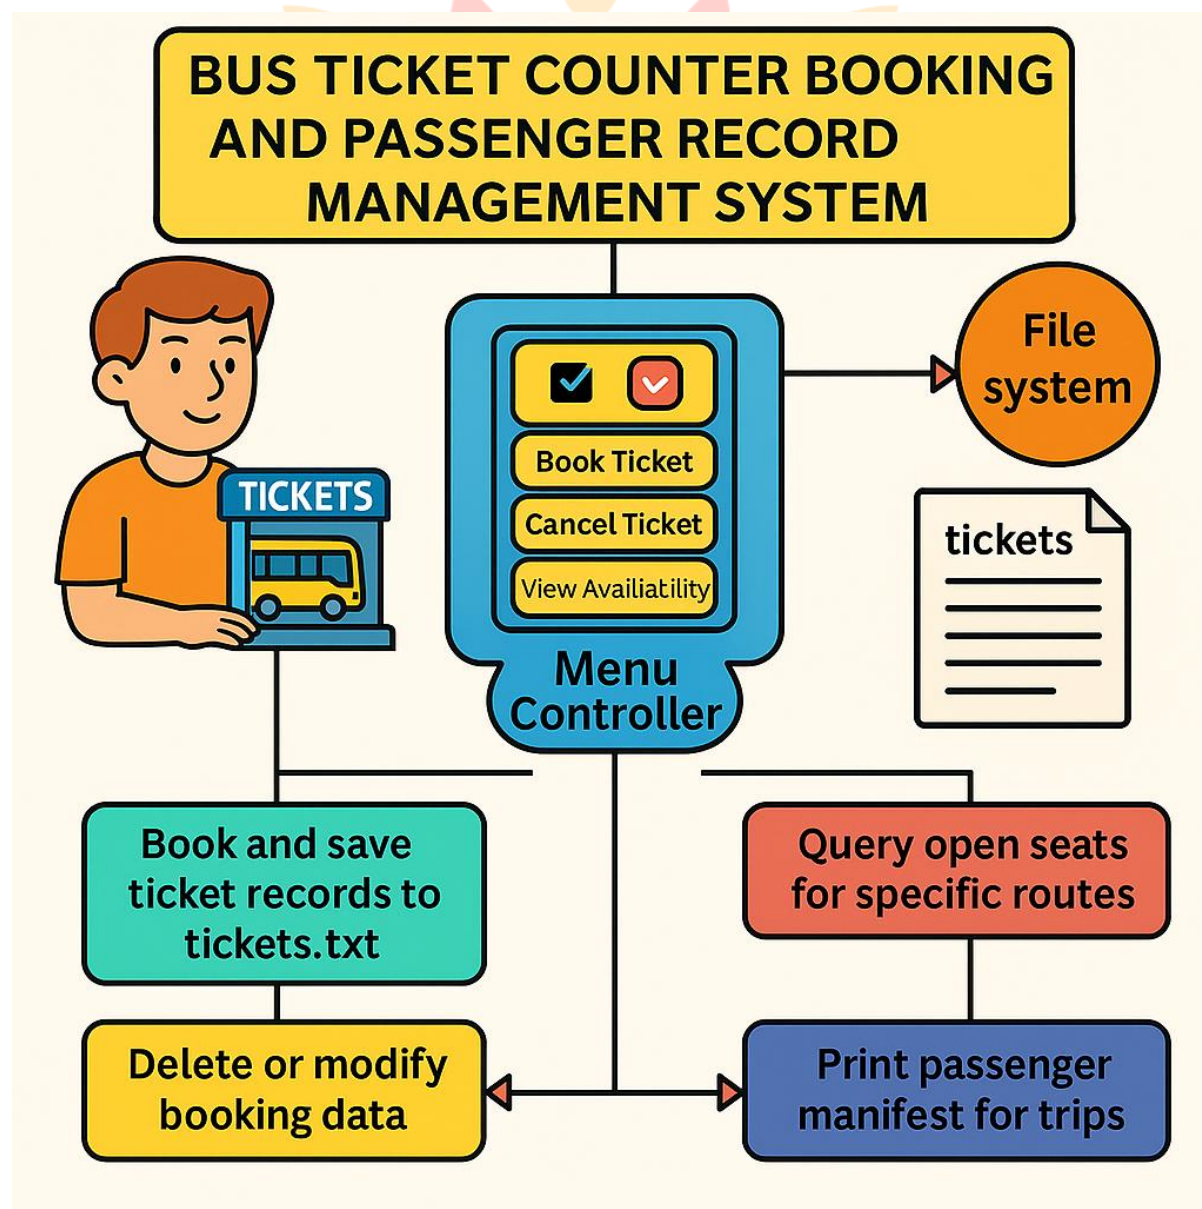 BUS TICKET COUNTER BOOKING
AND PASSENGER RECORD
MANAGEMENT SYSTEM
File
system
TICKETS
Book Ticket
Cancel Ticket
View Availiatility
Menu
Controller
tickets
Book and save
ticket records to
tickets.txt
Query open seats
for specific routes
Delete or modify
booking data
Print passenger
manifest for trips